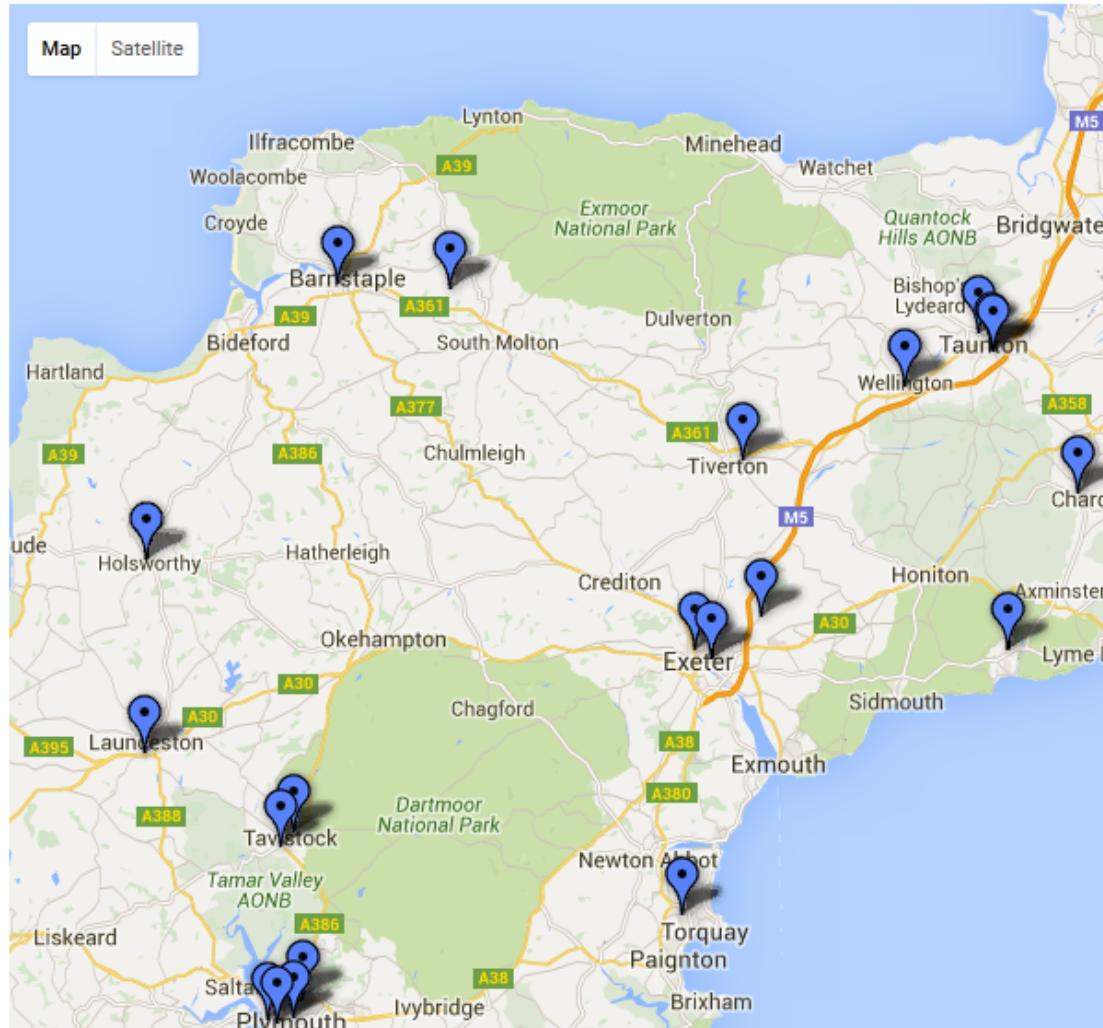 Map Satellite
Lynton
M5
Ilfracombe
Minehead
A39
Watchet
Woolacombe
Exmoor
National Park
Croyde
Quantock
Hills AONB
Bridgwate
Barnstaple
Bishop's
Lydeard
A361
A39
Dulverton
Bideford
South Molton
Taunton
Hartland
Wellington
A377
A358
A361
A39
A386
Chulmleigh
Tiverton
Chard
M5
ude
Hatherleigh
Holsworthy
Crediton
Honiton
Axminster
A30
Okehampton
Exeter
Lyme
A30
Sidmouth
Chagford
A30
Launceston
A395
A38
Exmouth
A380
Dartmoor
National Park
A388
Tavistock
Newton Abbot
Tamar Valley
AONB
A386
Torquay
Liskeard
Paignton
A38
Salta
Brixham
Ivybridge
Plymouth